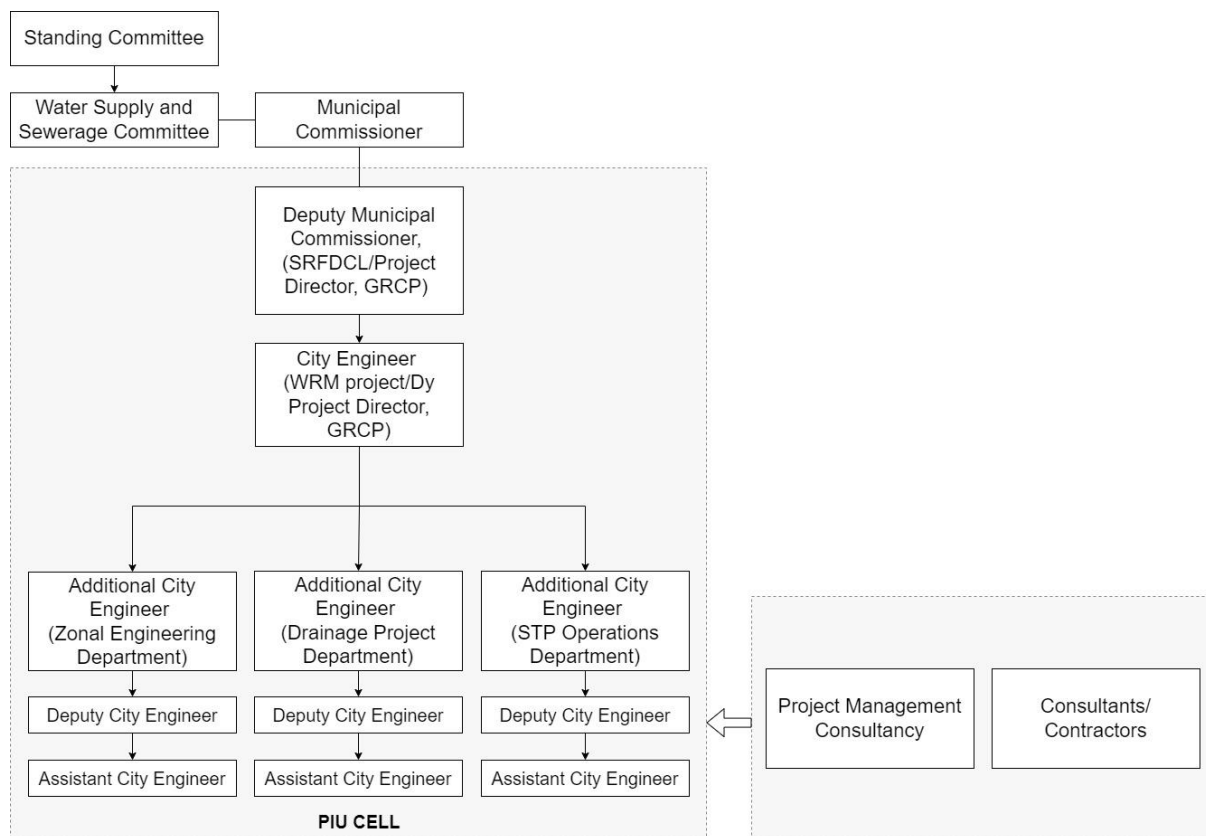 Standing Committee
Water Supply and
Sewerage Committee
Municipal
Commissioner
Deputy Municipal
Commissioner,
(SRFDCL/Project
Director, GRCP)
City Engineer
(WRM project/Dy
Project Director,
GRCP)
Additional City
Engineer
(Zonal Engineering
Department)
Additional City
Engineer
(Drainage Project
Department)
Additional City
Engineer
(STP Operations
Department)
Deputy City Engineer
Deputy City Engineer
Deputy City Engineer
Assistant City Engineer
Assistant City Engineer
Assistant City Engineer
PIU CELL
Project Management
Consultancy
Consultants/
Contractors